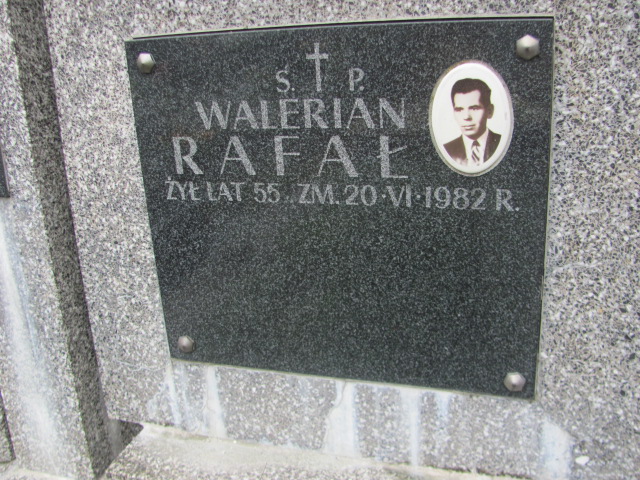 Ś. P.
WALERIAN
RAFAŁ
ŻYŁ LAT 55 ZM. 20·VI·1982 R.